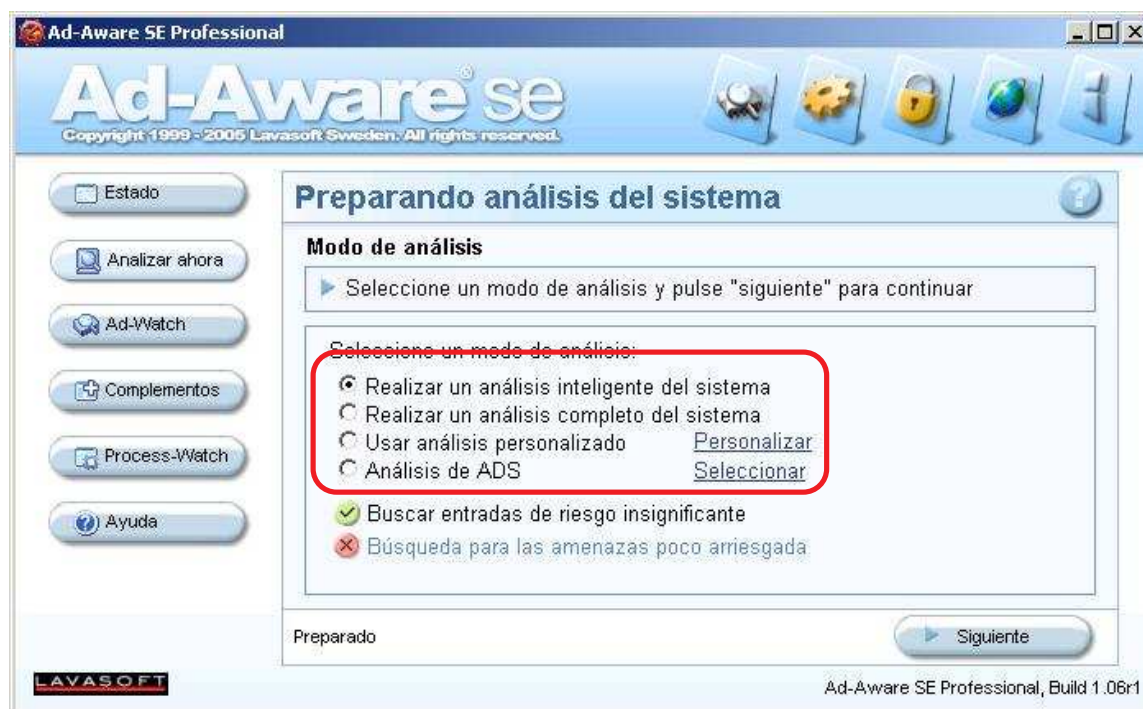 Ad-Aware SE Professional
Ad-Aware® se
Copyright 1999 - 2005 Lavasoft Sweden. All rights reserved.
Estado
Analizar ahora
Ad-Watch
Complementos
Process-Watch
Ayuda
Preparando análisis del sistema
Modo de análisis
Seleccione un modo de análisis y pulse "siguiente" para continuar
Seleccione un modo de análisis:
Realizar un análisis inteligente del sistema
Realizar un análisis completo del sistema
Usar análisis personalizado Personalizar
Análisis de ADS Seleccionar
Buscar entradas de riesgo insignificante
Búsqueda para las amenazas poco arriesgada
Preparado
Siguiente
LAVASOFT
Ad-Aware SE Professional, Build 1.06r1